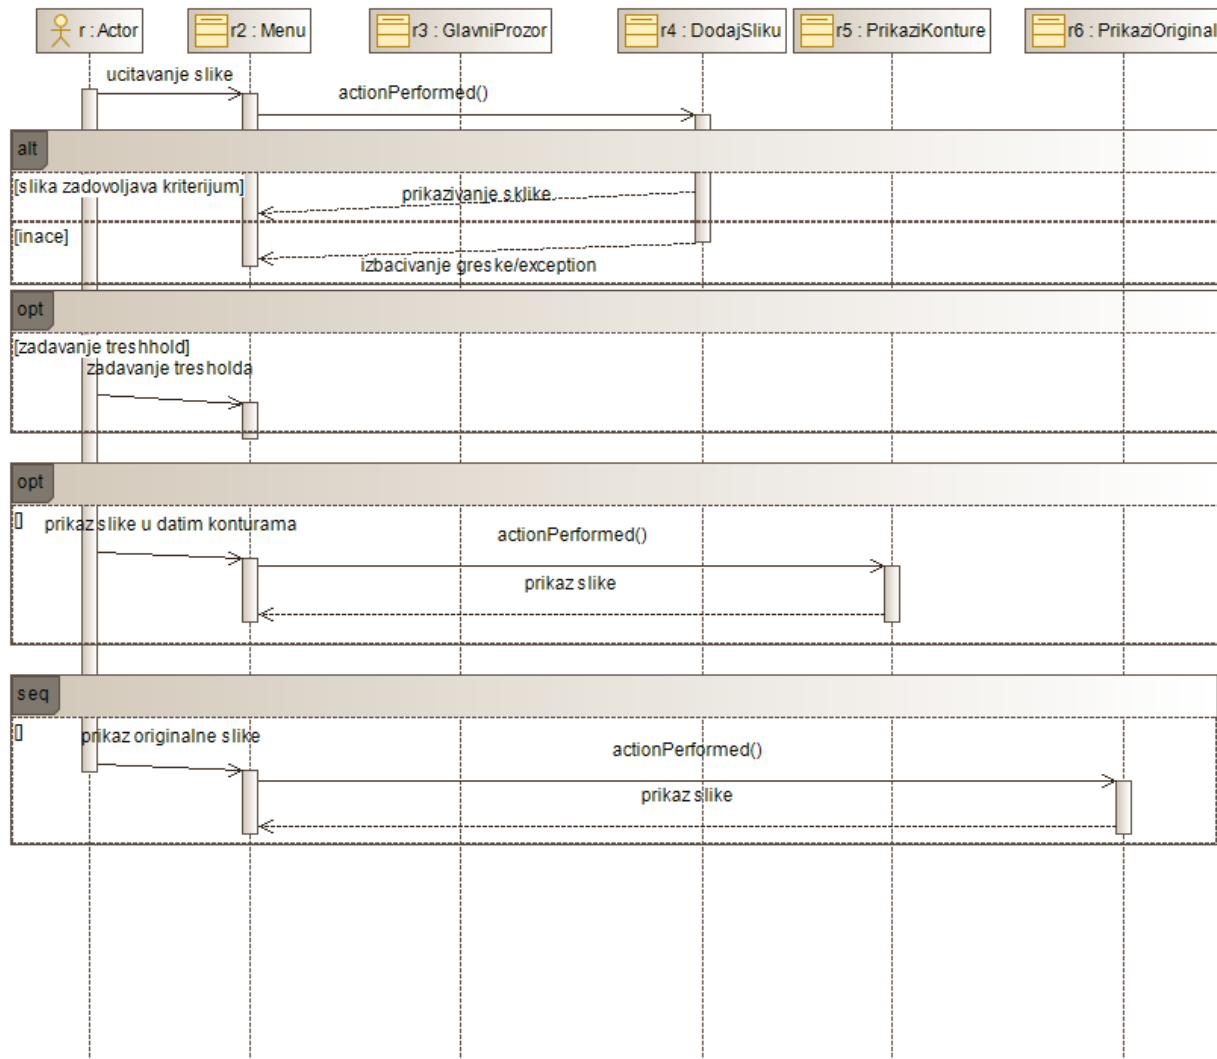 r : Actor
r2 : Menu
r3 : GlavniProzor
r4 : DodajSliku
r5 : PrikaziKonture
r6 : PrikaziOriginal
ucitavanje slike
actionPerformed()
alt
[slika zadovoljava kriterijum]
prikazivanje sklike
[inace]
izbacivanje greske/exception
opt
[zadavanje treshhold]
zadavanje tresholda
opt
prikaz slike u datim konturama
actionPerformed()
prikaz slike
seq
prikaz originalne slike
actionPerformed()
prikaz slike